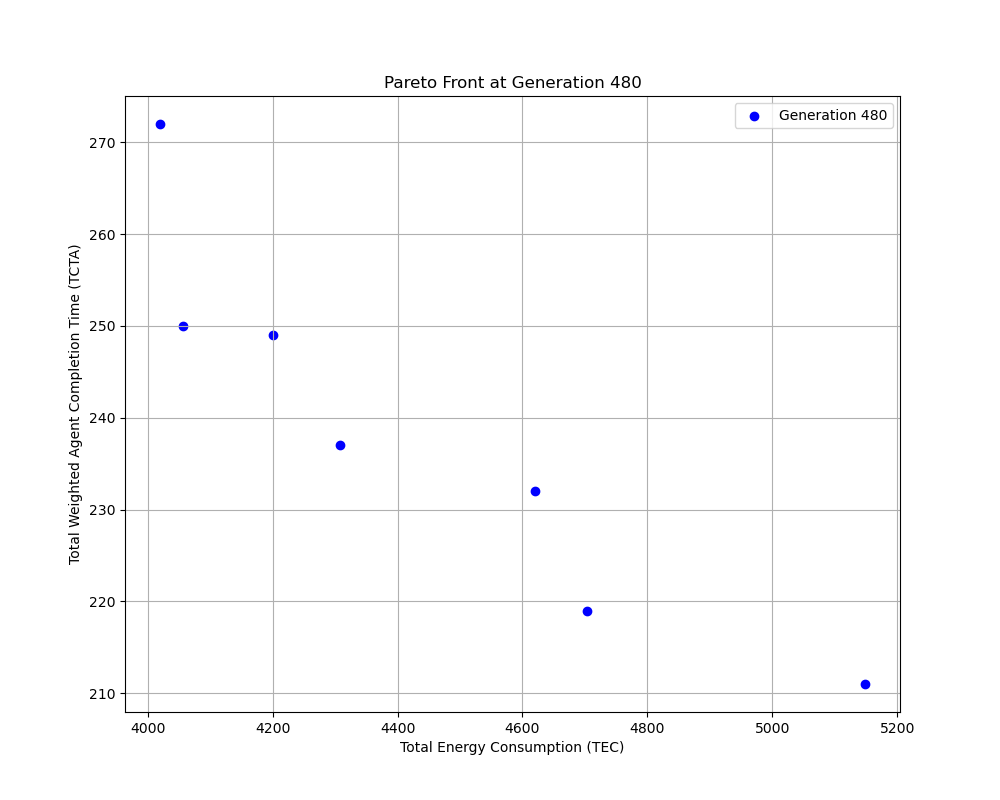 Pareto Front at Generation 480
Generation 480
Total Weighted Agent Completion Time (TCTA)
270
260
250
240
230
220
210
4000 4200 4400 4600 4800 5000 5200
Total Energy Consumption (TEC)